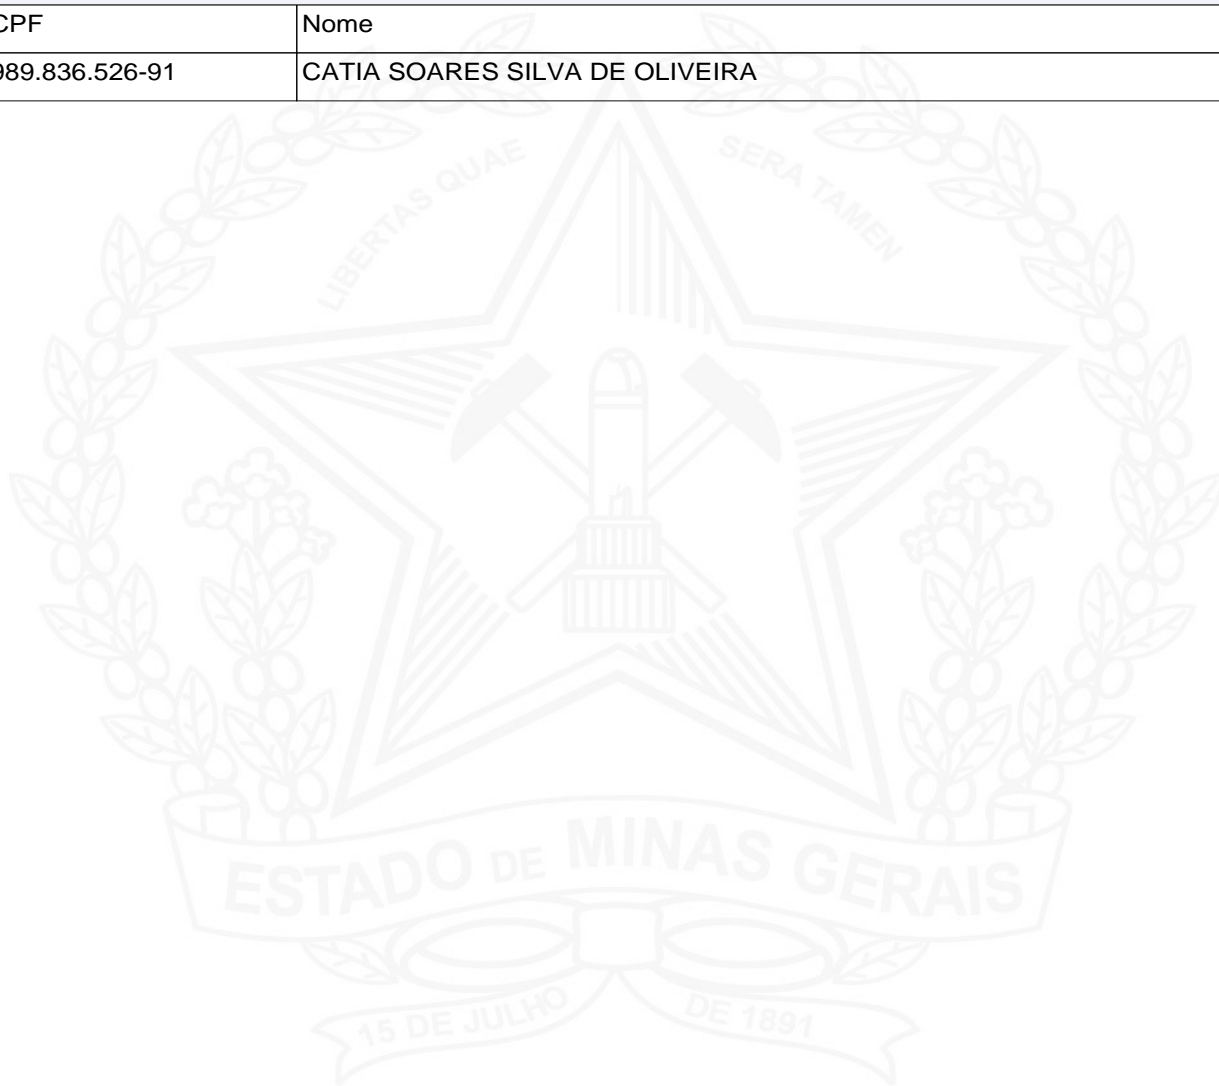 CPF Nome
989.836.526-91 CATIA SOARES SILVA DE OLIVEIRA
LIBERTAS QUAE SERA TAMEN
ESTADO DE MINAS GERAIS
15 DE JULHO DE 1891